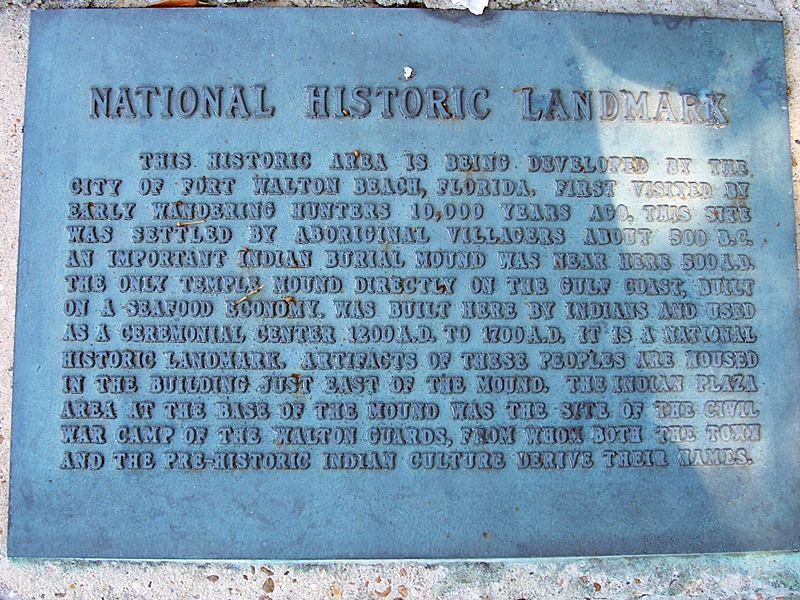 NATIONAL HISTORIC LANDMARK
THIS HISTORIC AREA IS BEING DEVELOPED BY THE
CITY OF FORT WALTON BEACH, FLORIDA. FIRST VISITED BY
EARLY WANDERING HUNTERS 10,000 YEARS AGO, THIS SITE
WAS SETTLED BY ABORIGINAL VILLAGERS ABOUT 500 B.C.
AN IMPORTANT INDIAN BURIAL MOUND WAS NEAR HERE 500 A.D.
THE ONLY TEMPLE MOUND DIRECTLY ON THE GULF COAST, BUILT
ON A SEAFOOD ECONOMY, WAS BUILT HERE BY INDIANS AND USED
AS A CEREMONIAL CENTER 1200 A.D. TO 1700 A.D. IT IS A NATIONAL
HISTORIC LANDMARK. ARTIFACTS OF THESE PEOPLES ARE HOUSED
IN THE BUILDING JUST EAST OF THE MOUND. THE INDIAN PLAZA
AREA AT THE BASE OF THE MOUND WAS THE SITE OF THE CIVIL
WAR CAMP OF THE WALTON GUARDS, FROM WHOM BOTH THE TOWN
AND THE PRE-HISTORIC INDIAN CULTURE DERIVE THEIR NAMES.